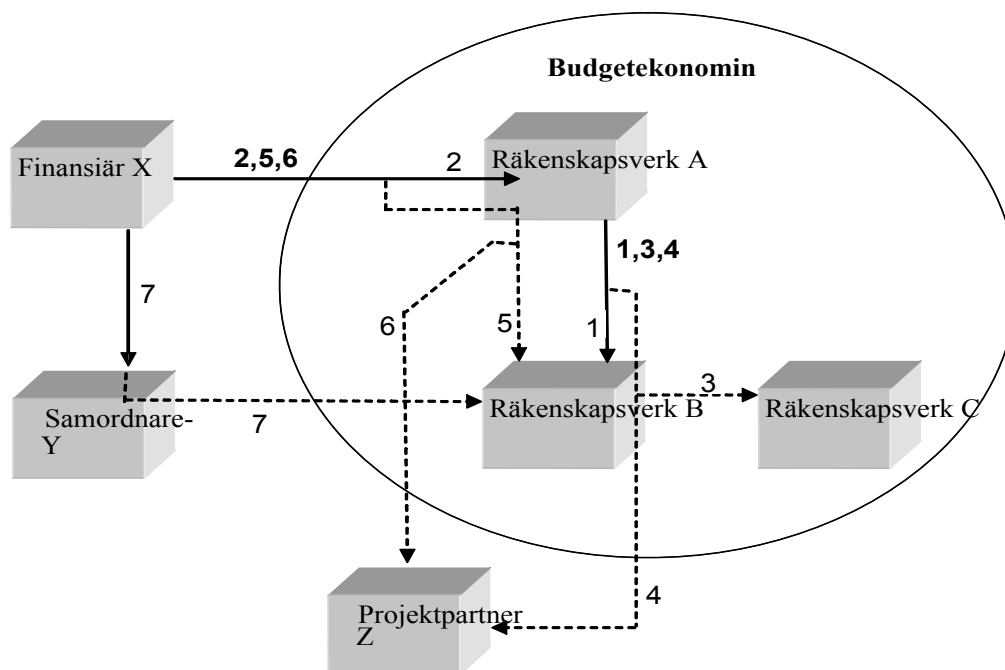 Budgetekonomin
Finansiär X
2,5,6
2
Räkenskapsverk A
1,3,4
7
6
5
1
Samordnare-
Y
7
Räkenskapsverk B
3
Räkenskapsverk C
Projektpartner
Z
4